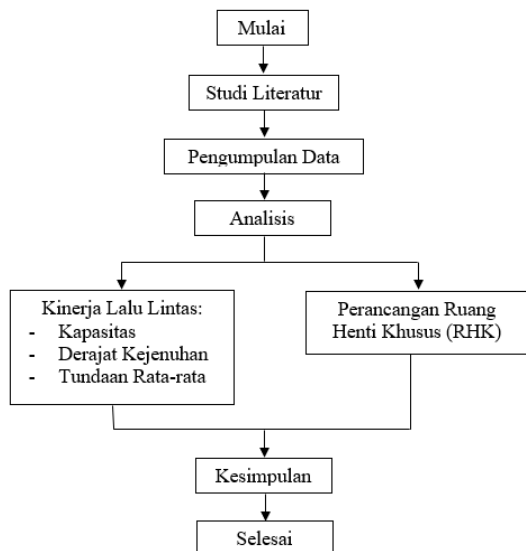 Mulai
Studi Literatur
Pengumpulan Data
Analisis
Kinerja Lalu Lintas:
- Kapasitas
- Derajat Kejenuhan
- Tundaan Rata-rata
Perancangan Ruang
Henti Khusus (RHK)
Kesimpulan
Selesai